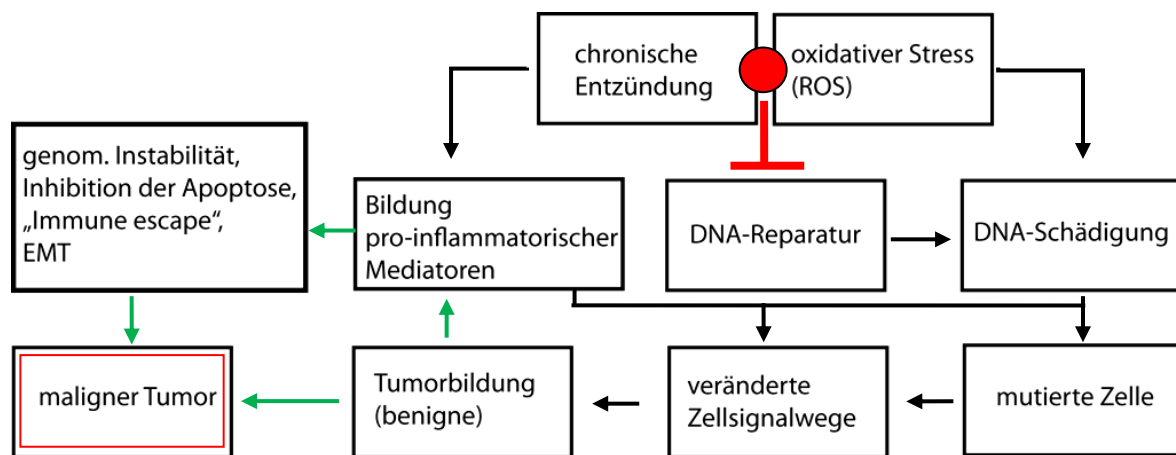 chronische
Entzündung
oxidativer Stress
(ROS)
genom. Instabilität,
Inhibition der Apoptose,
„Immune escape“,
EMT
Bildung
pro-inflammatorischer
Mediatoren
DNA-Reparatur
DNA-Schädigung
maligner Tumor
Tumorbildung
(benigne)
veränderte
Zellsignalwege
mutierte Zelle